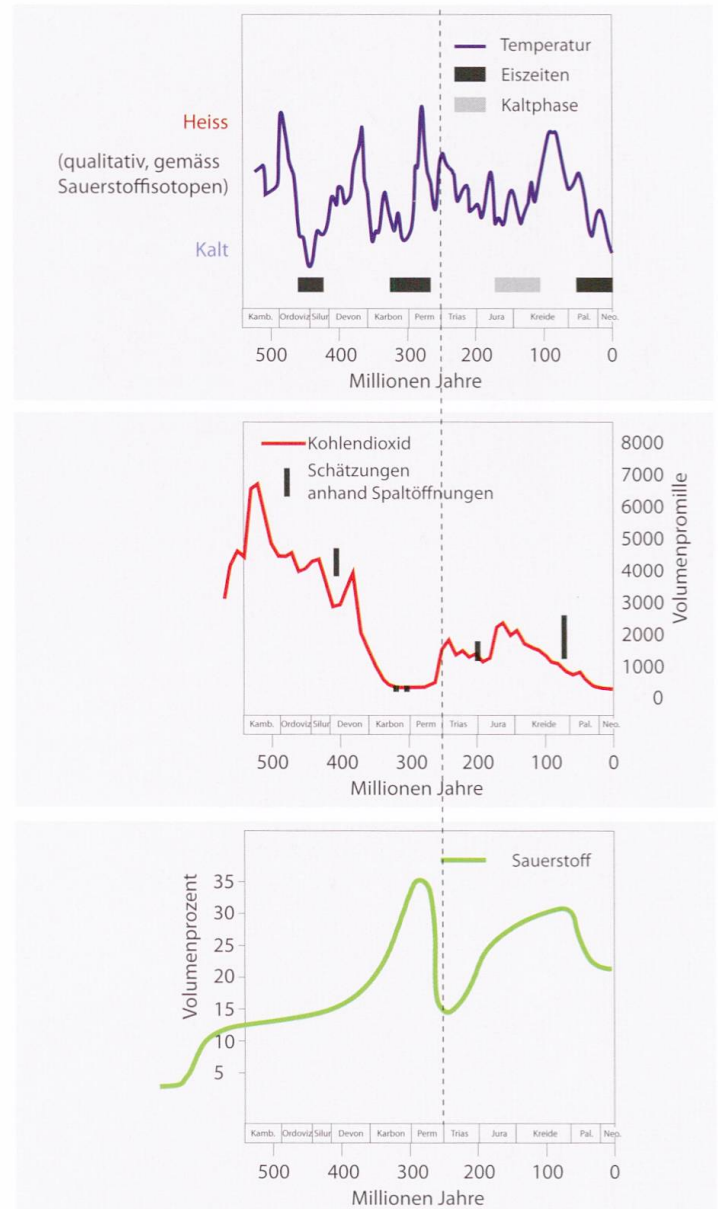 Temperatur
Eiszeiten
Kaltphase
Heiss
(qualitativ, gemäss
Sauerstoffisotopen)
Kalt
Kamb. Ordoviz Silur Devon Karbon Perm Trias Jura Kreide Pal. Neo.
500 400 300 200 100 0
Millionen Jahre
Kohlendioxid
Schätzungen
anhand Spaltöffnungen
8000
7000
6000
5000
4000
3000
2000
1000
0
Volumenpromille
Kamb. Ordoviz Silur Devon Karbon Perm Trias Jura Kreide Pal. Neo.
500 400 300 200 100 0
Millionen Jahre
Sauerstoff
Volumenprozent
35
30
25
20
15
10
5
Kamb. Ordoviz Silur Devon Karbon Perm Trias Jura Kreide Pal. Neo.
500 400 300 200 100 0
Millionen Jahre